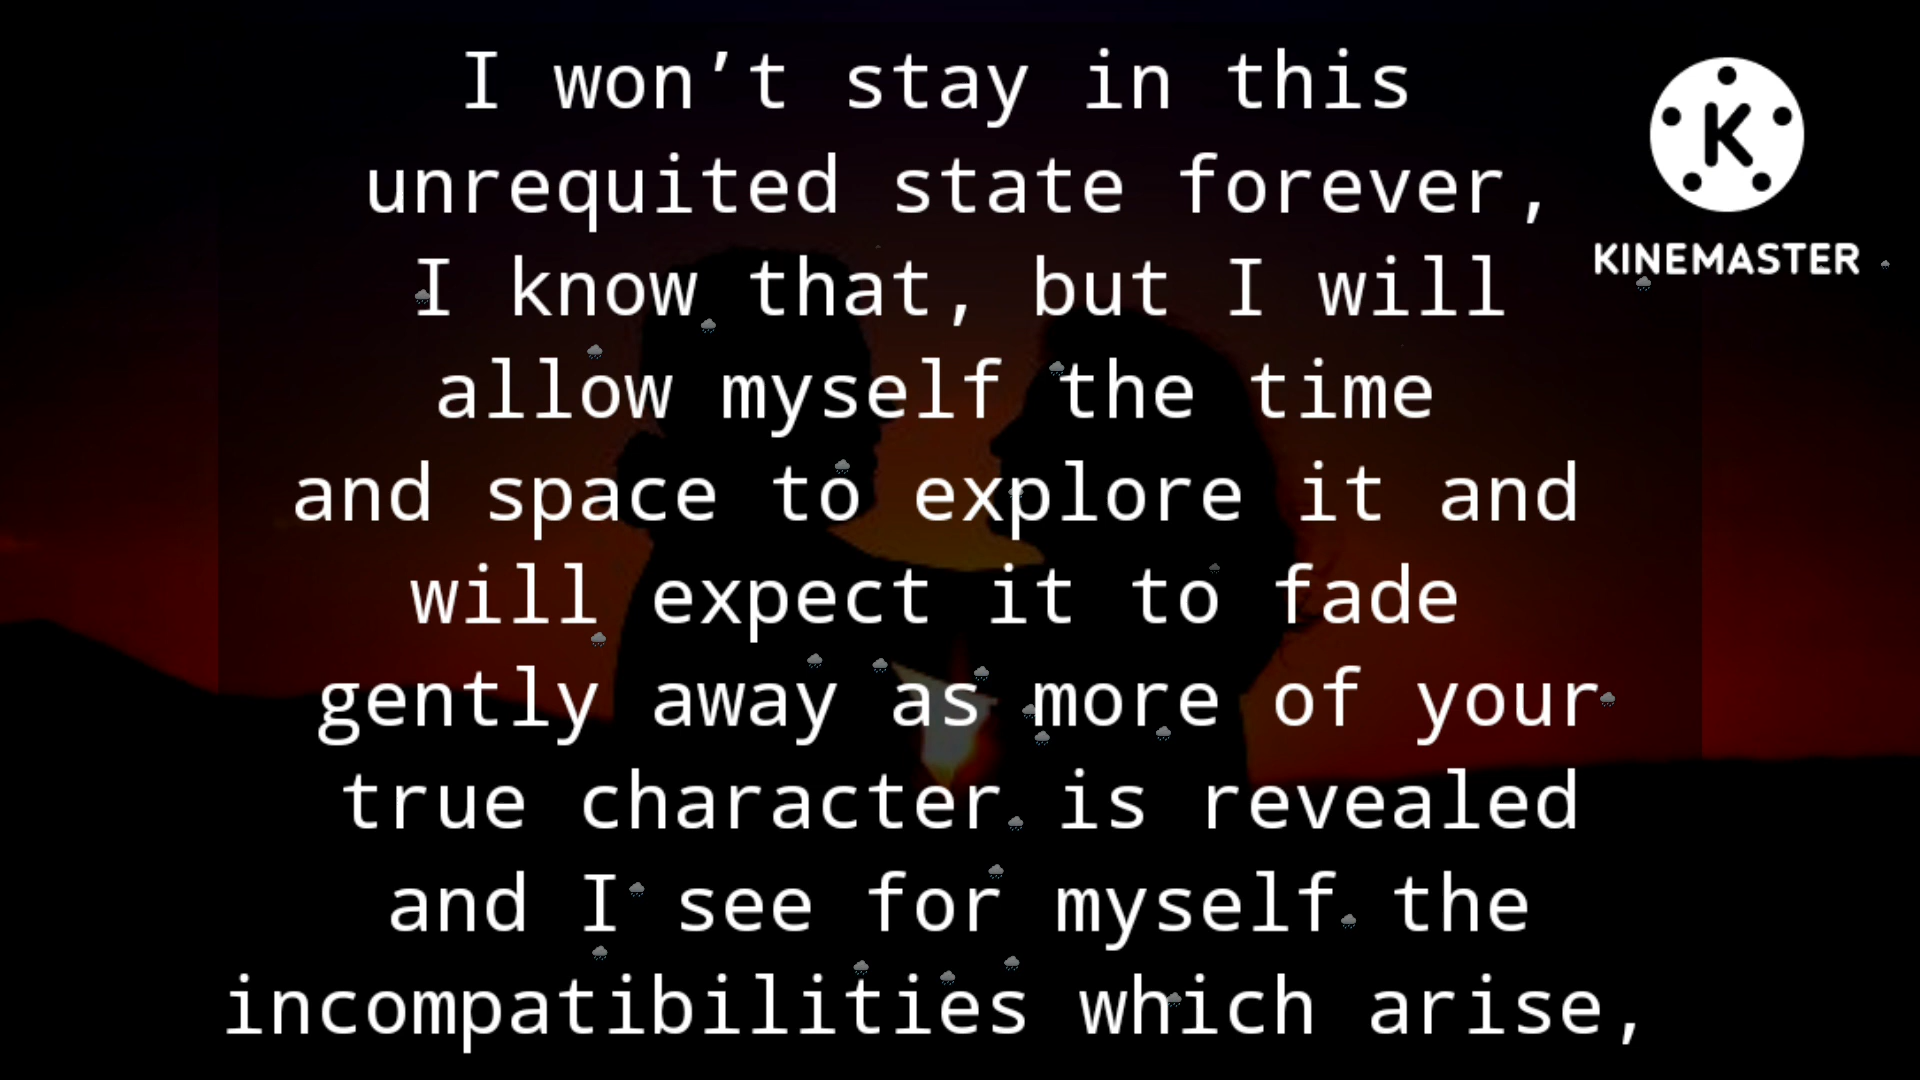 I won’t stay in this
unrequited state forever,
I know that, but I will
allow myself the time
and space to explore it and
will expect it to fade
gently away as more of your
true character is revealed
and I see for myself the
incompatibilities which arise,
K
KINEMASTER